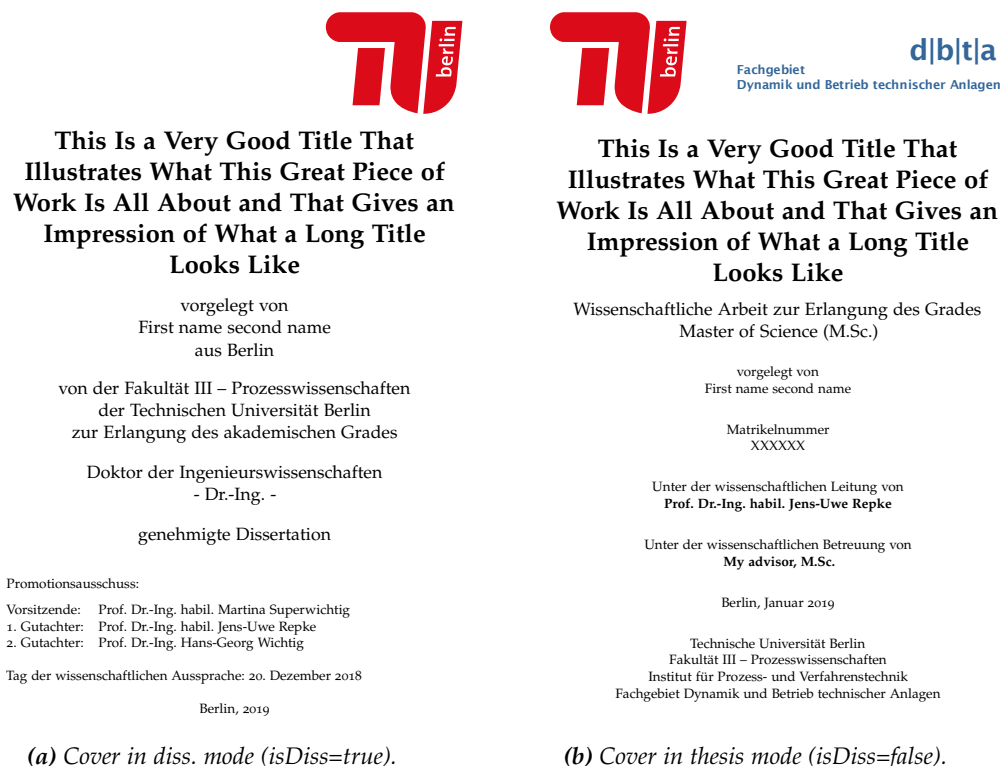 berlin
This Is a Very Good Title That
Illustrates What This Great Piece of
Work Is All About and That Gives an
Impression of What a Long Title
Looks Like
vorgelegt von
First name second name
aus Berlin
von der Fakultät III – Prozesswissenschaften
der Technischen Universität Berlin
zur Erlangung des akademischen Grades
Doktor der Ingenieurswissenschaften
- Dr.-Ing. -
genehmigte Dissertation
Promotionsausschuss:
Vorsitzende: Prof. Dr.-Ing. habil. Martina Superwichtig
1. Gutachter: Prof. Dr.-Ing. habil. Jens-Uwe Repke
2. Gutachter: Prof. Dr.-Ing. Hans-Georg Wichtig
Tag der wissenschaftlichen Aussprache: 20. Dezember 2018
Berlin, 2019
(a) Cover in diss. mode (isDiss=true).
berlin
d|b|t|a
Fachgebiet
Dynamik und Betrieb technischer Anlagen
This Is a Very Good Title That
Illustrates What This Great Piece of
Work Is All About and That Gives an
Impression of What a Long Title
Looks Like
Wissenschaftliche Arbeit zur Erlangung des Grades
Master of Science (M.Sc.)
vorgelegt von
First name second name
Matrikelnummer
XXXXXX
Unter der wissenschaftlichen Leitung von
Prof. Dr.-Ing. habil. Jens-Uwe Repke
Unter der wissenschaftlichen Betreuung von
My advisor, M.Sc.
Berlin, Januar 2019
Technische Universität Berlin
Fakultät III – Prozesswissenschaften
Institut für Prozess- und Verfahrenstechnik
Fachgebiet Dynamik und Betrieb technischer Anlagen
(b) Cover in thesis mode (isDiss=false).